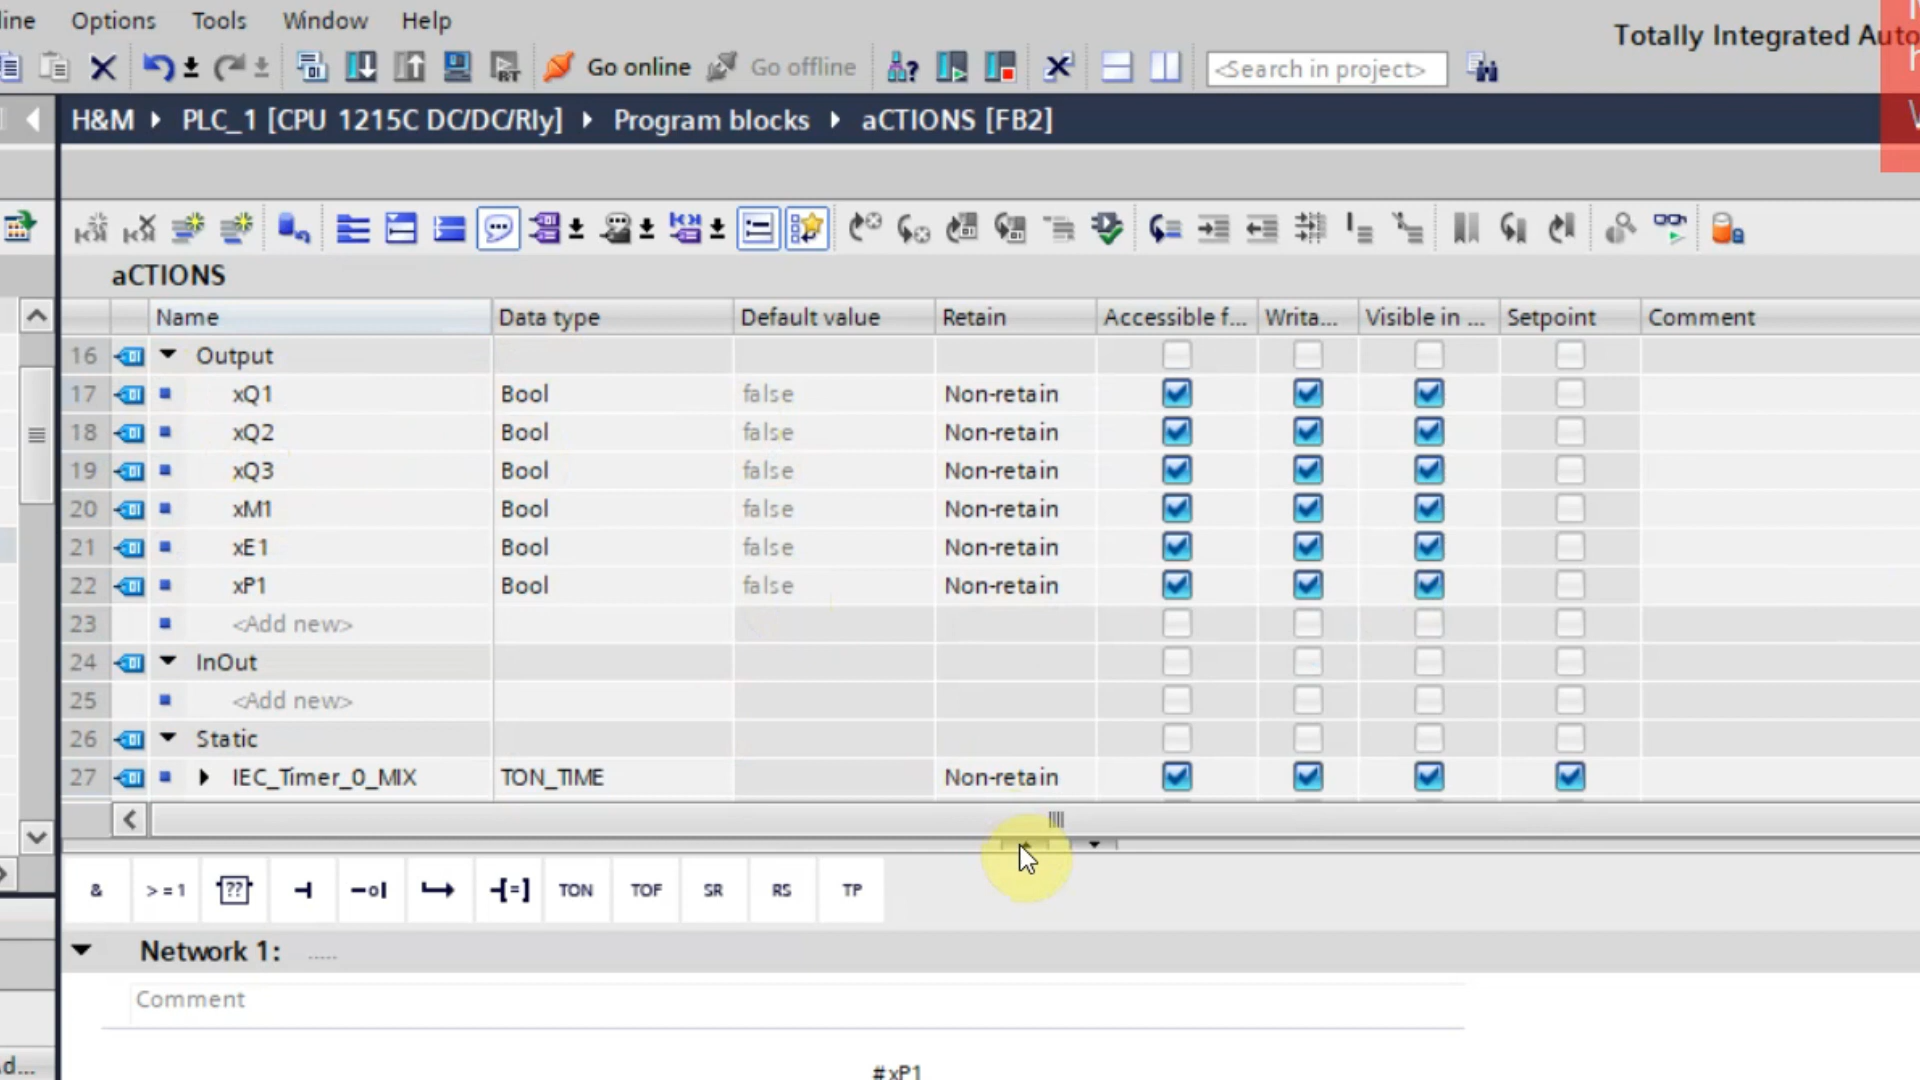 line Options Tools Window Help
Totally Integrated Auto
Go online Go offline <Search in project>
H&M PLC_1 [CPU 1215C DC/DC/Rly] Program blocks aCTIONS [FB2]
aCTIONS
Name Data type Default value Retain Accessible f... Writa... Visible in ... Setpoint Comment
16 Output
17 xQ1 Bool false Non-retain
18 xQ2 Bool false Non-retain
19 xQ3 Bool false Non-retain
20 xM1 Bool false Non-retain
21 xE1 Bool false Non-retain
22 xP1 Bool false Non-retain
23 <Add new>
24 InOut
25 <Add new>
26 Static
27 IEC_Timer_0_MIX TON_TIME Non-retain
& >=1 ?? TON TOF SR RS TP
Network 1: .....
Comment
#xP1